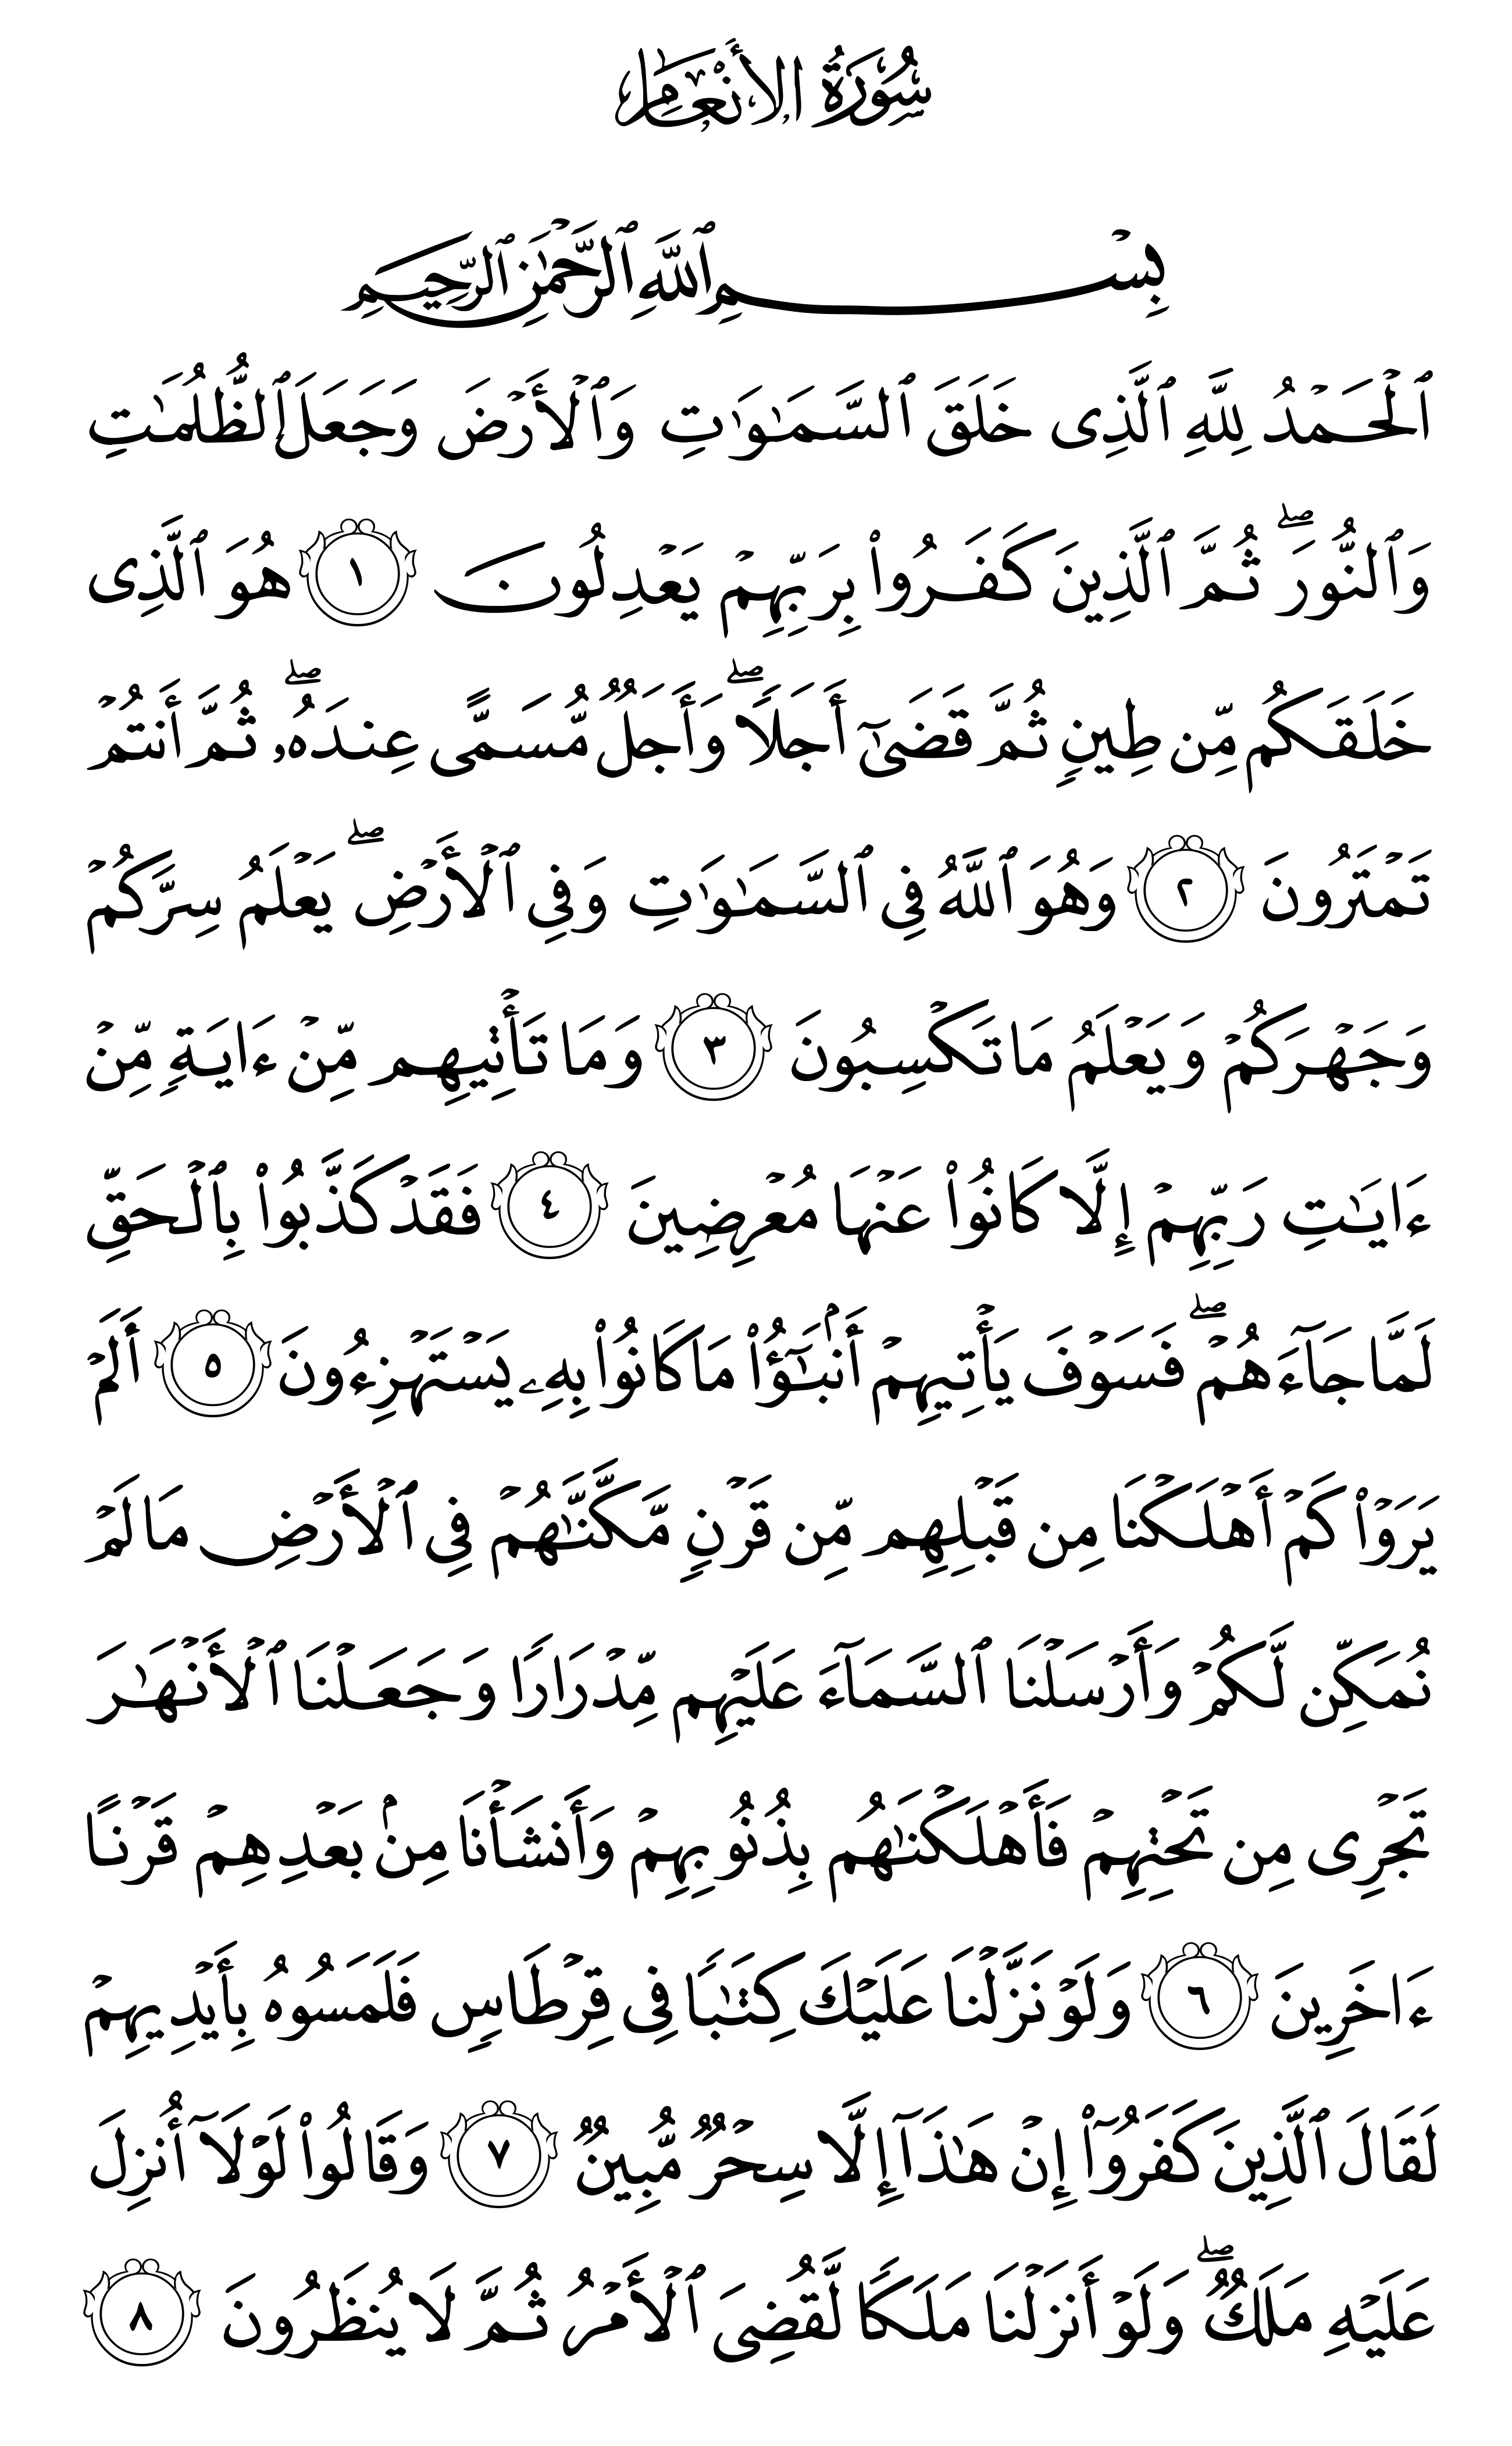 سُورَةُ الأَنْعَامِ
بِسْمِ ٱللَّهِ ٱلرَّحْمَٰنِ ٱلرَّحِيمِ
ٱلْحَمْدُ لِلَّهِ ٱلَّذِى خَلَقَ ٱلسَّمَٰوَٰتِ وَٱلْأَرْضَ وَجَعَلَ ٱلظُّلُمَٰتِ
وَٱلنُّورَ ۖ ثُمَّ ٱلَّذِينَ كَفَرُوا۟ بِرَبِّهِمْ يَعْدِلُونَ ١ هُوَ ٱلَّذِى
خَلَقَكُم مِّن طِينٍ ثُمَّ قَضَىٰٓ أَجَلًا ۖ وَأَجَلٌ مُّسَمًّى عِندَهُۥ ۖ ثُمَّ أَنتُمْ
تَمْتَرُونَ ٢ وَهُوَ ٱللَّهُ فِى ٱلسَّمَٰوَٰتِ وَفِى ٱلْأَرْضِ ۖ يَعْلَمُ سِرَّكُمْ
وَجَهْرَكُمْ وَيَعْلَمُ مَا تَكْسِبُونَ ٣ وَمَا تَأْتِيهِم مِّنْ ءَايَةٍ مِّنْ
ءَايَٰتِ رَبِّهِمْ إِلَّا كَانُوا۟ عَنْهَا مُعْرِضِينَ ٤ فَقَدْ كَذَّبُوا۟ بِٱلْحَقِّ
لَمَّا جَآءَهُمْ ۖ فَسَوْفَ يَأْتِيهِمْ أَنۢبَٰٓؤُا۟ مَا كَانُوا۟ بِهِۦ يَسْتَهْزِءُونَ ٥ أَلَمْ
يَرَوْا۟ كَمْ أَهْلَكْنَا مِن قَبْلِهِم مِّن قَرْنٍ مَّكَّنَّٰهُمْ فِى ٱلْأَرْضِ مَا لَمْ
نُمَكِّن لَّكُمْ وَأَرْسَلْنَا ٱلسَّمَآءَ عَلَيْهِم مِّدْرَارًا وَجَعَلْنَا ٱلْأَنْهَٰرَ
تَجْرِى مِن تَحْتِهِمْ فَأَهْلَكْنَٰهُم بِذُنُوبِهِمْ وَأَنشَأْنَا مِنۢ بَعْدِهِمْ قَرْنًا
ءَاخَرِينَ ٦ وَلَوْ نَزَّلْنَا عَلَيْكَ كِتَٰبًا فِى قِرْطَاسٍ فَلَمَسُوهُ بِأَيْدِيهِمْ
لَقَالَ ٱلَّذِينَ كَفَرُوٓا۟ إِنْ هَٰذَآ إِلَّا سِحْرٌ مُّبِينٌ ٧ وَقَالُوا۟ لَوْلَآ أُنزِلَ
عَلَيْهِ مَلَكٌ ۖ وَلَوْ أَنزَلْنَا مَلَكًا لَّقُضِىَ ٱلْأَمْرُ ثُمَّ لَا يُنظَرُونَ ٨